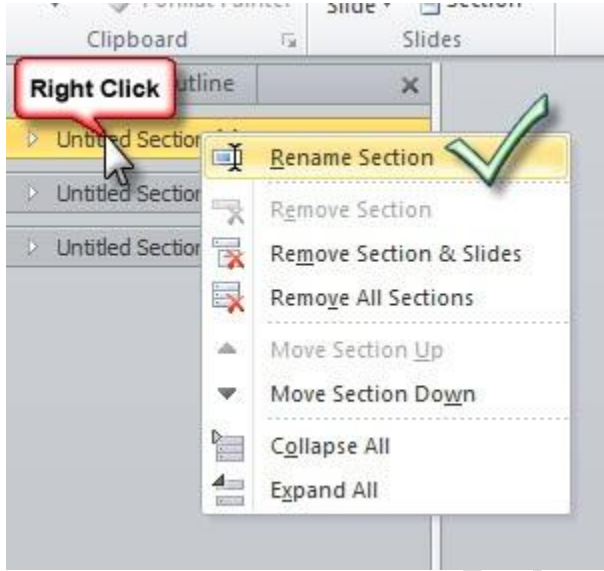 Slide
Section
Clipboard
Slides
Right Click
utline
Untitled Section
Rename Section
Untitled Section
Remove Section
Untitled Section
Remove Section & Slides
Remove All Sections
Move Section Up
Move Section Down
Collapse All
Expand All